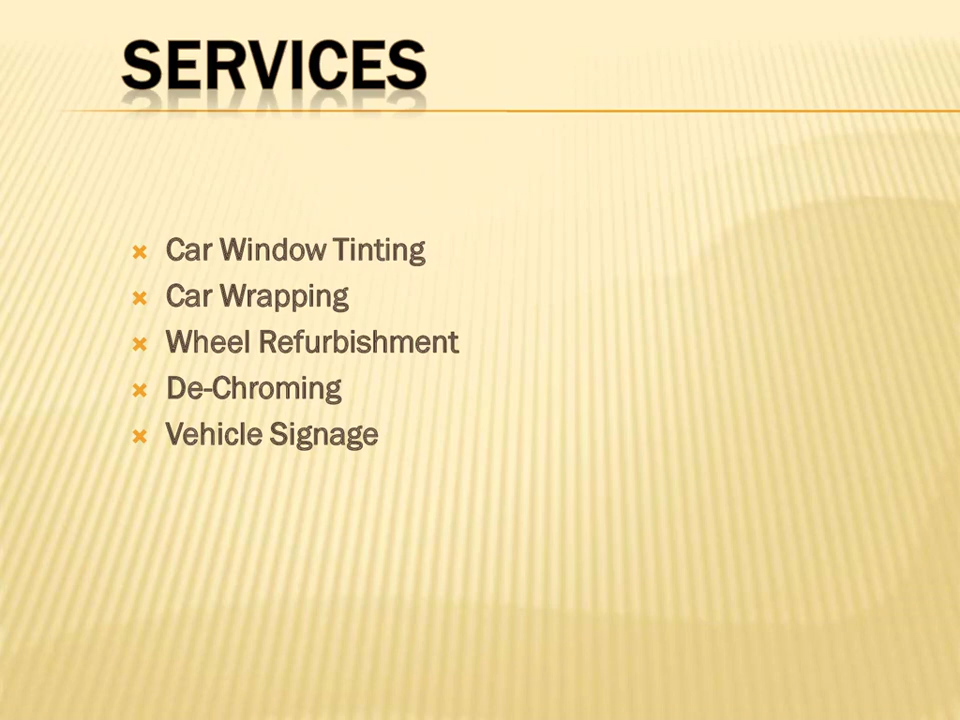 SERVICES
Car Window Tinting
Car Wrapping
Wheel Refurbishment
De-Chroming
Vehicle Signage